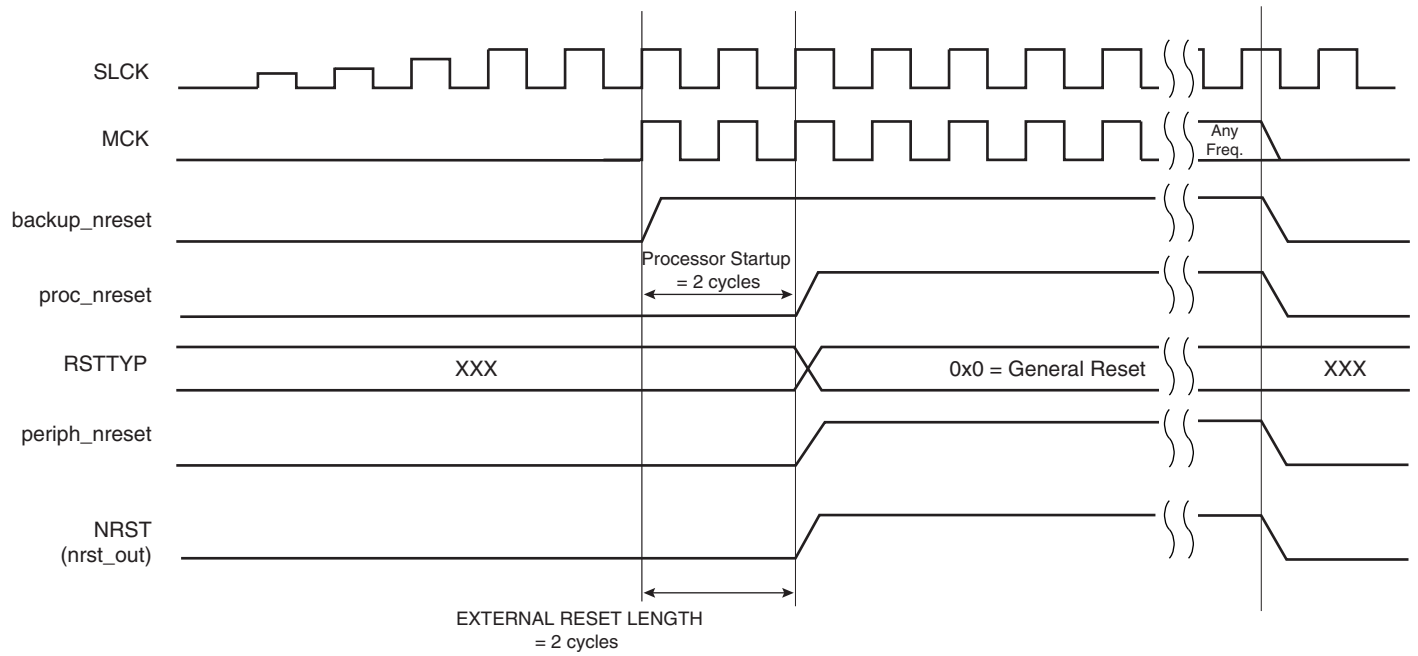 SLCK
MCK
Any
Freq.
backup_nreset
Processor Startup
= 2 cycles
proc_nreset
RSTTYP
XXX
0x0 = General Reset
XXX
periph_nreset
NRST
(nrst_out)
EXTERNAL RESET LENGTH
= 2 cycles